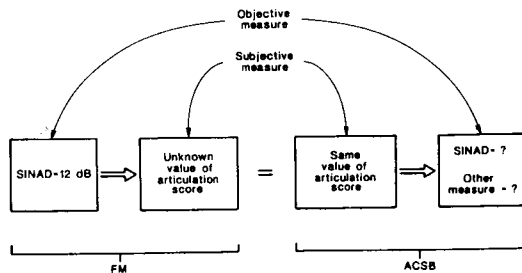 Objective
measure
Subjective
measure
SINAD-12 dB
Unknown
value of
articulation
score
=
Same
value of
articulation
score
SINAD- ?
Other
measure - ?
FM
ACSB